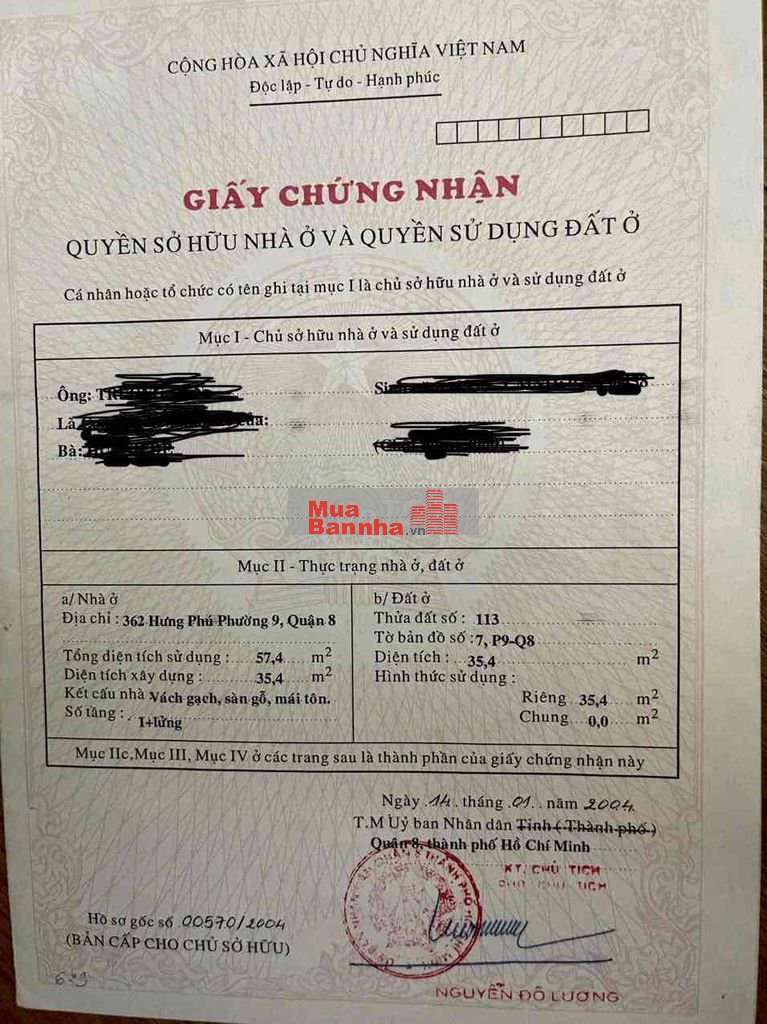 CỘNG HÒA XÃ HỘI CHỦ NGHĨA VIỆT NAM
Độc lập - Tự do - Hạnh phúc
GIẤY CHỨNG NHẬN
QUYỀN SỞ HỮU NHÀ Ở VÀ QUYỀN SỬ DỤNG ĐẤT Ở
Cá nhân hoặc tổ chức có tên ghi tại mục I là chủ sở hữu nhà ở và sử dụng đất ở
Mục I - Chủ sở hữu nhà ở và sử dụng đất ở
Ông:
Là
Bà:
Mua
Bannha.vn
Mục II - Thực trạng nhà ở, đất ở
a/ Nhà ở
Địa chỉ : 362 Hưng Phú Phường 9, Quận 8
Tổng diện tích sử dụng : 57,4 m2
Diện tích xây dựng : 35,4 m2
Kết cấu nhà Vách gạch, sàn gỗ, mái tôn.
Số tầng : 1+lửng
b/ Đất ở
Thửa đất số : 113
Tờ bản đồ số : 7, P9-Q8
Diện tích : 35,4 m2
Hình thức sử dụng :
Riêng 35,4 m2
Chung 0,0 m2
Mục IIc, Mục III, Mục IV ở các trang sau là thành phần của giấy chứng nhận này
Ngày 14 tháng 01 năm 2004
T.M Uỷ ban Nhân dân Tỉnh ( Thành phố )
Quận 8, thành phố Hồ Chí Minh
KT. CHỦ TỊCH
PHÓ CHỦ TỊCH
Hồ sơ gốc số 00570/2004
(BẢN CẤP CHO CHỦ SỞ HỮU)
629
NGUYỄN ĐÔ LƯƠNG